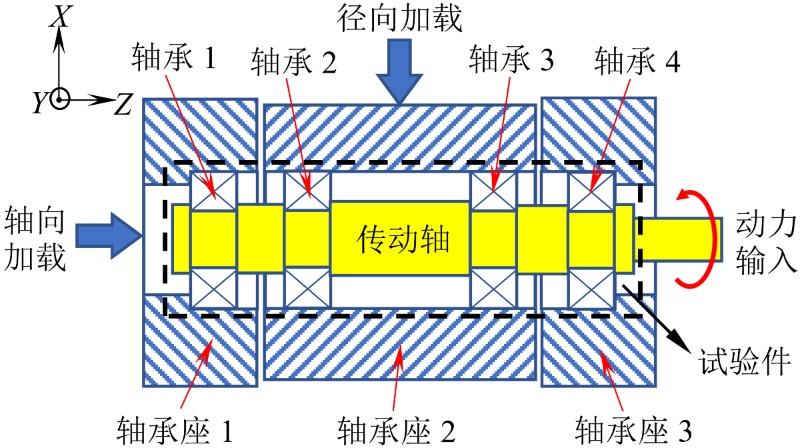 X
径向加载
轴承 1
轴承 2
轴承 3
轴承 4
Y
Z
轴向
加载
传动轴
动力
输入
试验件
轴承座 1
轴承座 2
轴承座 3